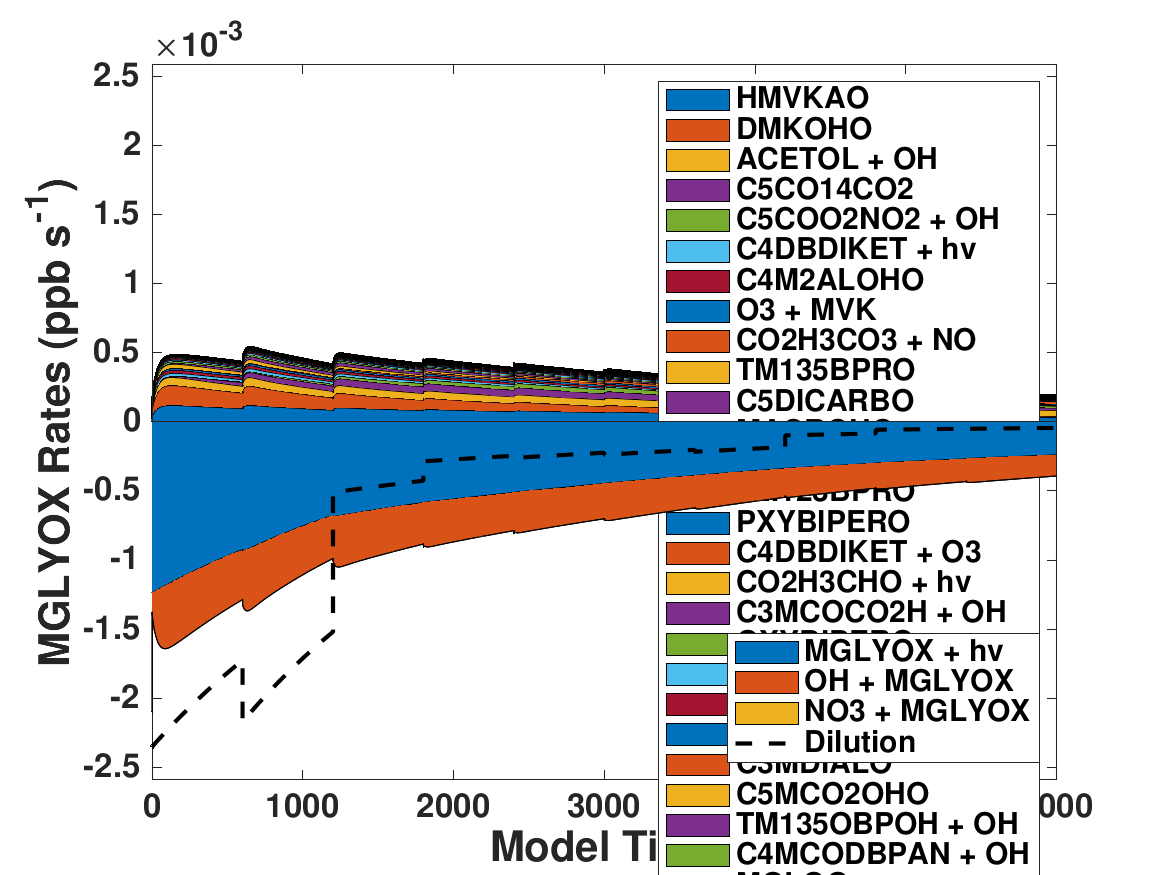 ×10-3
2.5
2
1.5
1
0.5
0
-0.5
-1
-1.5
-2
-2.5
MGLYOX Rates (ppb s-1)
0
1000
2000
3000
000
Model Ti
HMVKAO
DMKOHO
ACETOL + OH
C5CO14CO2
C5COO2NO2 + OH
C4DBDIKET + hv
C4M2ALOHO
O3 + MVK
CO2H3CO3 + NO
TM135BPRO
C5DICARBO
PXYBIPERO
C4DBDIKET + O3
CO2H3CHO + hv
C3MCOCO2H + OH
C3MDIALO
C5MCO2OHO
TM135OBPOH + OH
C4MCODBPAN + OH
MGLYOX + hv
OH + MGLYOX
NO3 + MGLYOX
Dilution